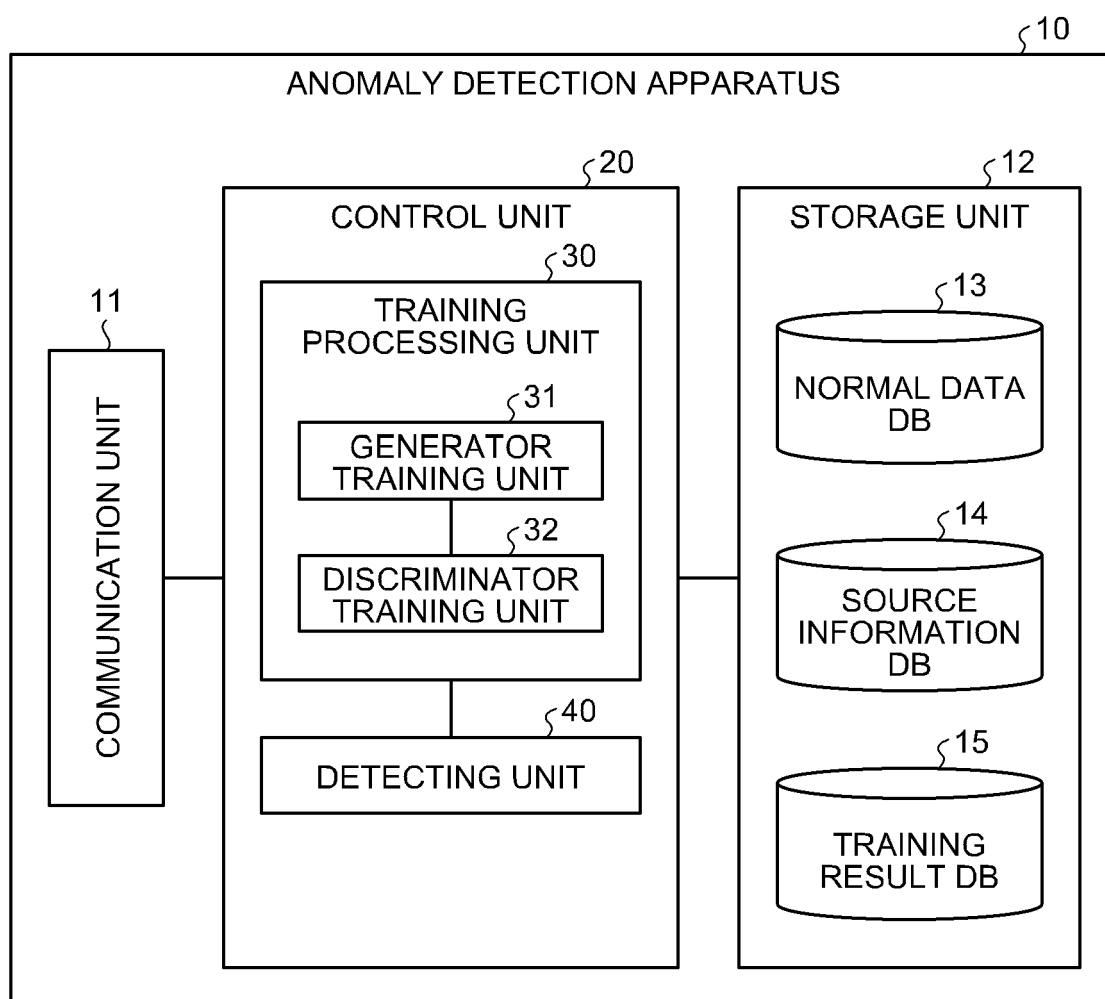 10
ANOMALY DETECTION APPARATUS
11
COMMUNICATION UNIT
20
CONTROL UNIT
30
TRAINING
PROCESSING UNIT
31
GENERATOR
TRAINING UNIT
32
DISCRIMINATOR
TRAINING UNIT
40
DETECTING UNIT
12
STORAGE UNIT
13
NORMAL DATA
DB
14
SOURCE
INFORMATION
DB
15
TRAINING
RESULT DB